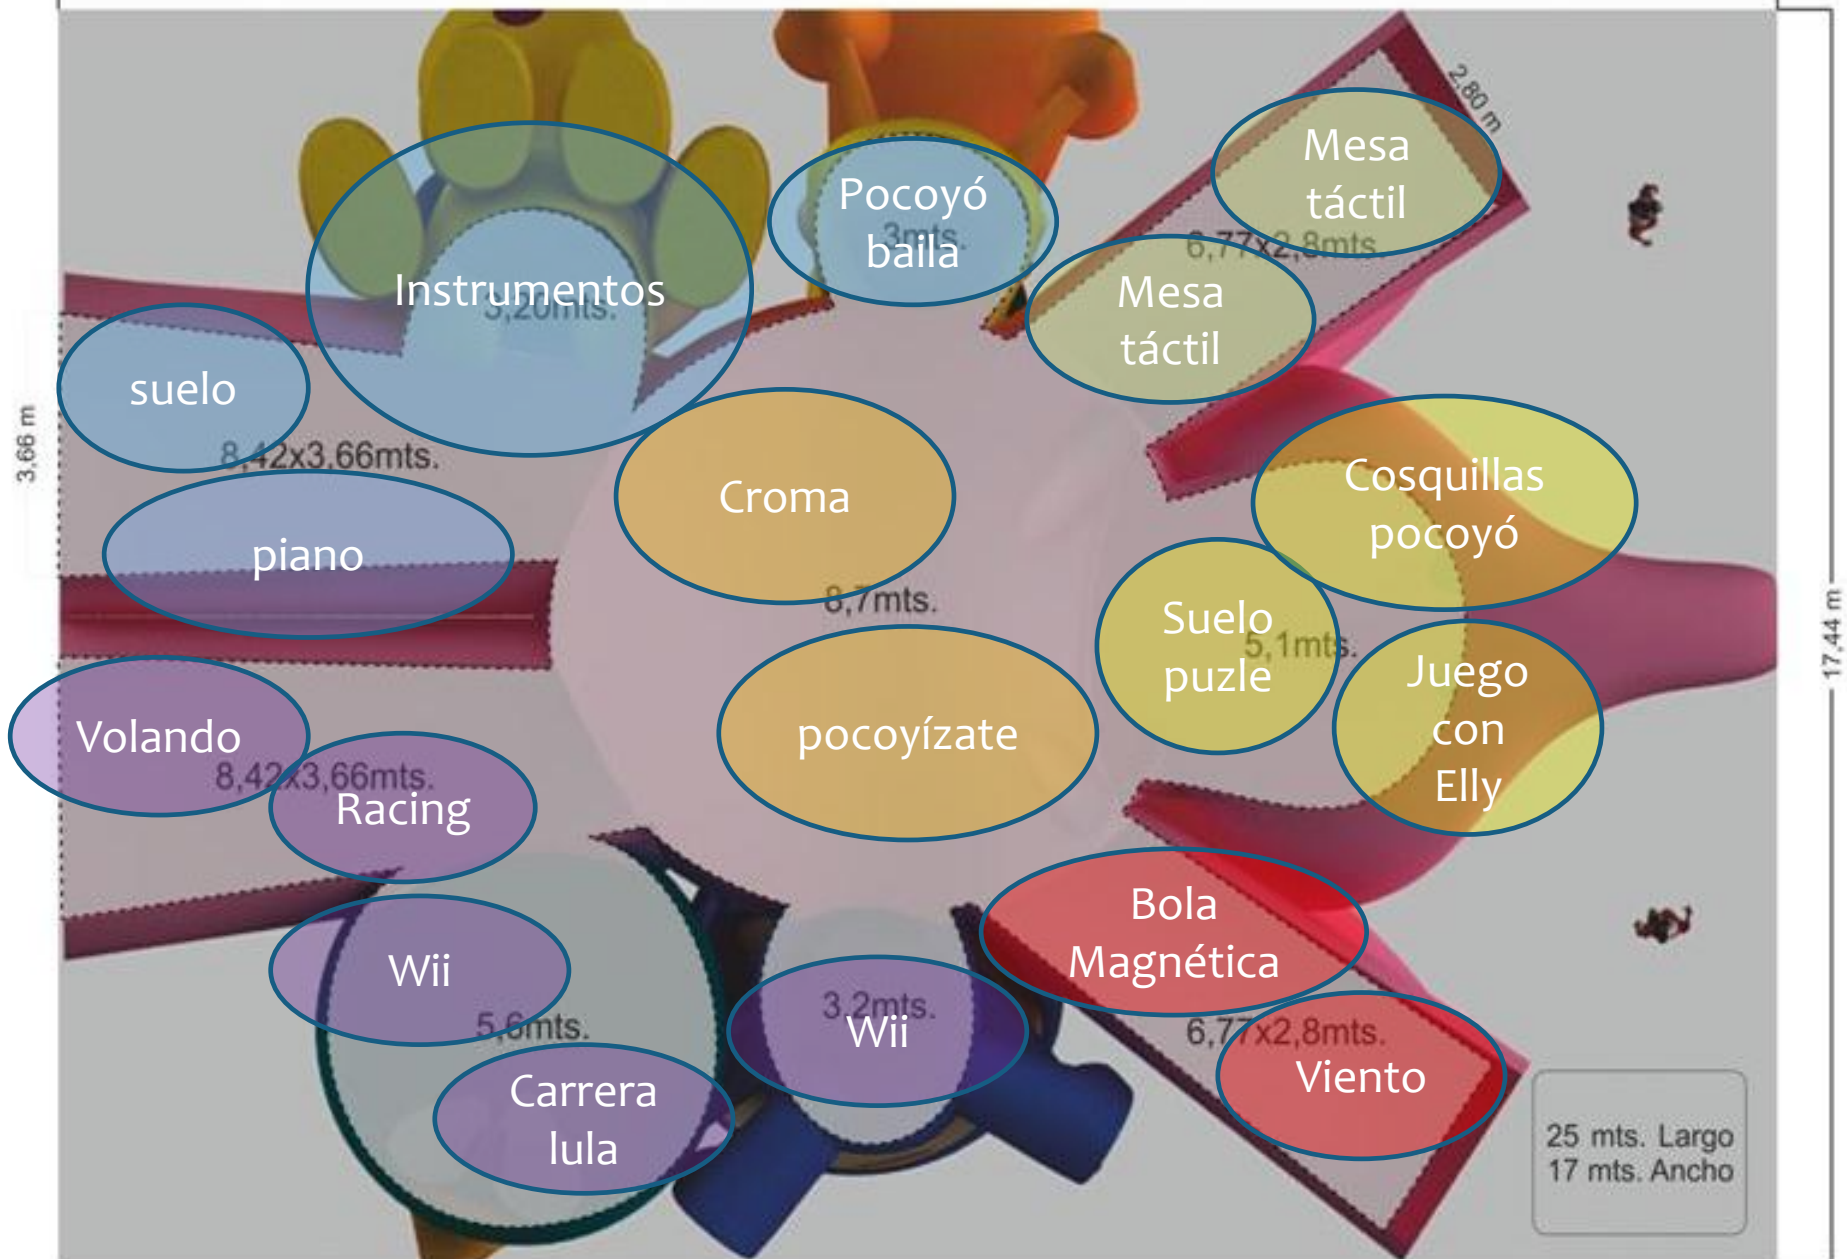 2,80 m
Mesa
táctil
Pocoyó
baila
3mts.
6,77x2,8mts.
Instrumentos
3,20mts.
Mesa
táctil
suelo
3,66 m
8,42x3,66mts.
Croma
Cosquillas
pocoyó
piano
8,7mts.
Suelo
puzle
5,1mts.
17,44 m
Juego
con
Elly
Volando
pocoyízate
8,42x3,66mts.
Racing
Bola
Magnética
Wii
3,2mts.
Wii
5,6mts.
6,77x2,8mts.
Viento
Carrera
lula
25 mts. Largo
17 mts. Ancho